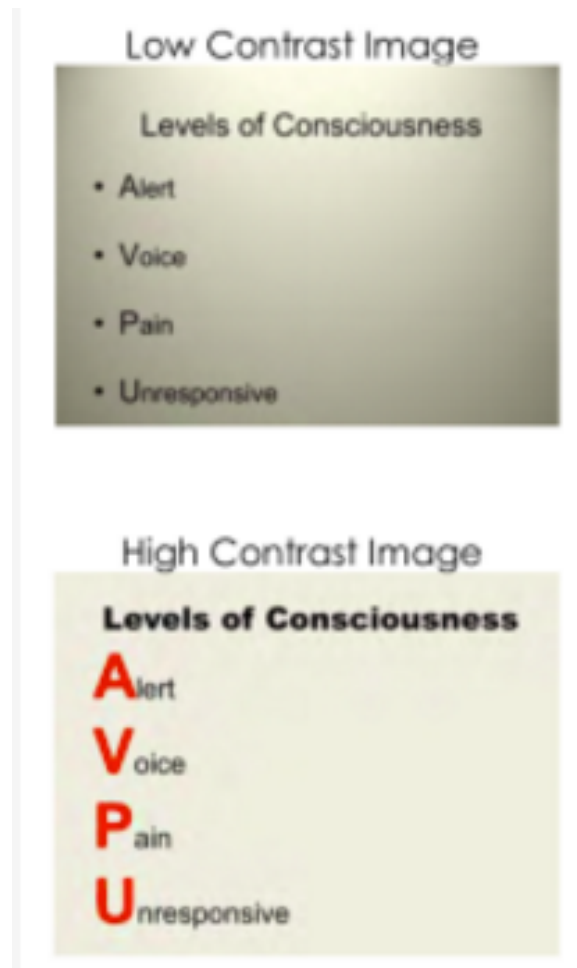 Low Contrast Image
Levels of Consciousness
• Alert
• Voice
• Pain
• Unresponsive
High Contrast Image
Levels of Consciousness
Alert
Voice
Pain
Unresponsive